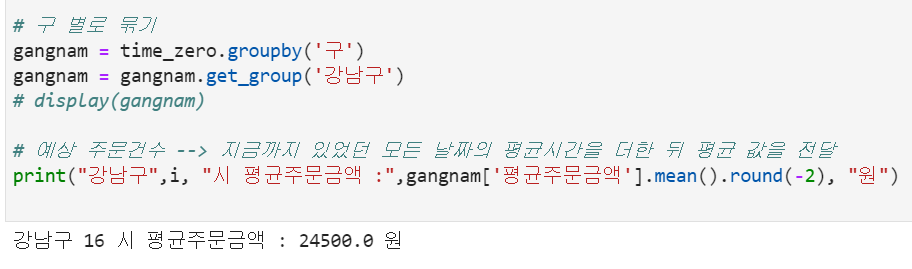 # 구 별로 묶기
gangnam = time_zero.groupby('구')
gangnam = gangnam.get_group('강남구')
# display(gangnam)
# 예상 주문건수 --> 지금까지 있었던 모든 날짜의 평균시간을 더한 뒤 평균 값을 전달
print("강남구",i, "시 평균주문금액 :",gangnam['평균주문금액'].mean().round(-2), "원")
강남구 16 시 평균주문금액 : 24500.0 원